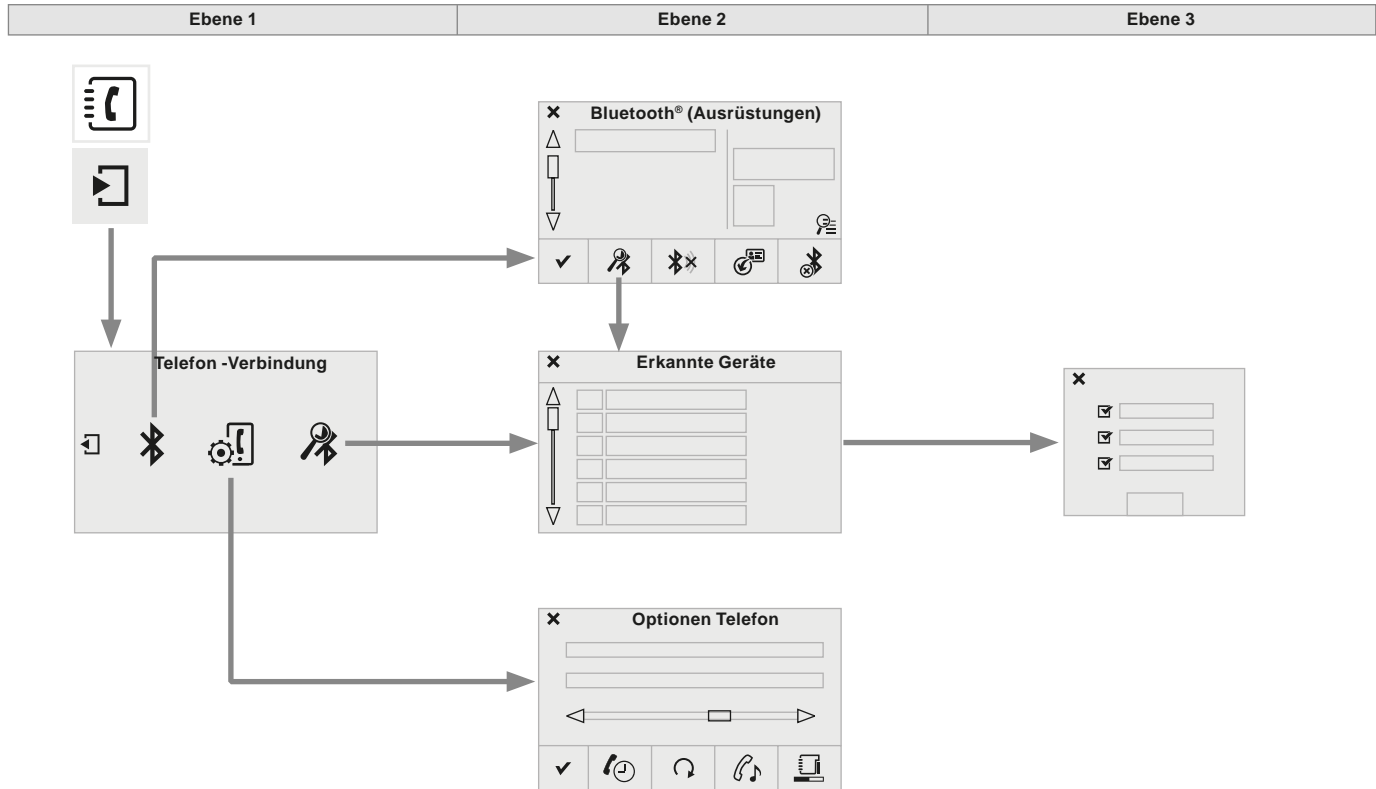 Ebene 1
Ebene 2
Ebene 3
Bluetooth® (Ausrüstungen)
Telefon -Verbindung
Erkannte Geräte
Optionen Telefon